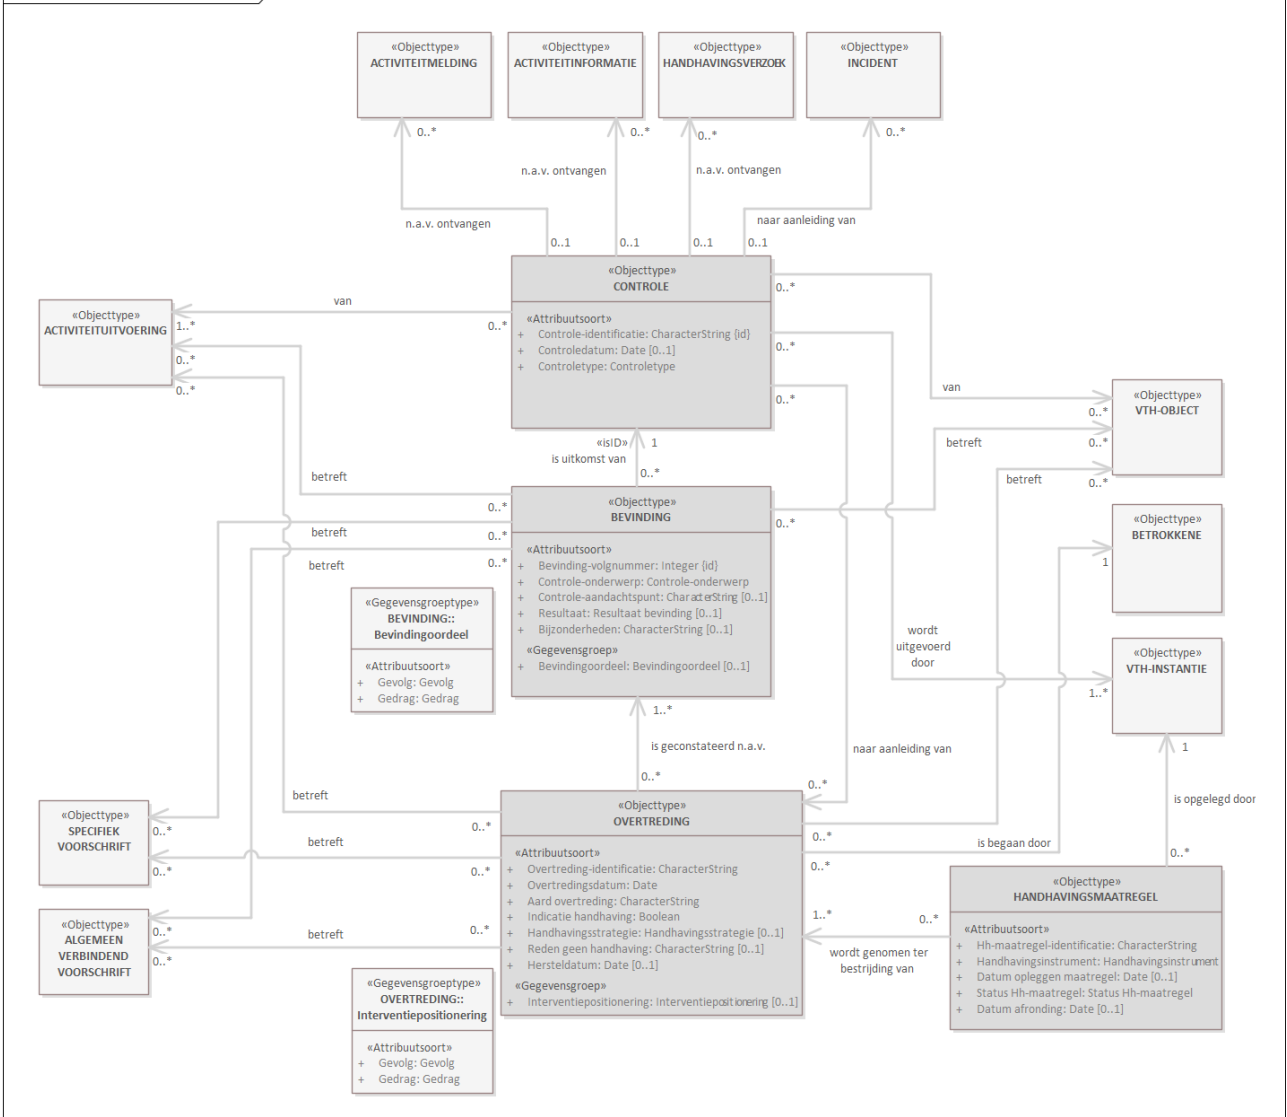 «Objecttype»
ACTIVITEITMELDING
«Objecttype»
ACTIVITEITINFORMATIE
«Objecttype»
HANDHAVINGSVERZOEK
«Objecttype»
INCIDENT
0..*
0..*
0..*
0..*
n.a.v. ontvangen
n.a.v. ontvangen
n.a.v. ontvangen
naar aanleiding van
0..1
0..1
0..1
0..1
«Objecttype»
CONTROLE
«Attribuutsoort»
+ Controle-identificatie: CharacterString {id}
+ Controledatum: Date [0..1]
+ Controletype: Controletype
«Objecttype»
ACTIVITEITUITVOERING
van
1..*
0..*
0..*
0..*
0..*
0..*
0..*
van
«Objecttype»
VTH-OBJECT
0..*
0..*
0..*
betreft
betreft
«isID»
1
is uitkomst van
0..*
betreft
0..*
betreft
0..*
betreft
0..*
0..*
«Objecttype»
BEVINDING
«Attribuutsoort»
+ Bevinding-volgnummer: Integer {id}
+ Controle-onderwerp: Controle-onderwerp
+ Controle-aandachtspunt: CharacterString [0..1]
+ Resultaat: Resultaat bevinding [0..1]
+ Bijzonderheden: CharacterString [0..1]
«Gegevensgroep»
+ Bevindingoordeel: Bevindingoordeel [0..1]
«Objecttype»
BETROKKENE
1
«Gegevensgroeptype»
BEVINDING::
Bevindingoordeel
«Attribuutsoort»
+ Gevolg: Gevolg
+ Gedrag: Gedrag
wordt
uitgevoerd
door
«Objecttype»
VTH-INSTANTIE
1..*
1
1..*
is geconstateerd n.a.v.
0..*
naar aanleiding van
0..*
is opgelegd door
0..*
betreft
0..*
«Objecttype»
OVERTREDING
«Attribuutsoort»
+ Overtreding-identificatie: CharacterString
+ Overtredingsdatum: Date
+ Aard overtreding: CharacterString
+ Indicatie handhaving: Boolean
+ Handhavingsstrategie: Handhavingsstrategie [0..1]
+ Reden geen handhaving: CharacterString [0..1]
+ Hersteldatum: Date [0..1]
«Gegevensgroep»
+ Interventiepositionering: Interventiepositionering [0..1]
0..*
is begaan door
0..*
«Objecttype»
SPECIFIEK
VOORSCHRIFT
0..*
0..*
betreft
0..*
«Objecttype»
ALGEMEEN
VERBINDEND
VOORSCHRIFT
0..*
0..*
betreft
0..*
1..*
0..*
wordt genomen ter
bestrijding van
«Objecttype»
HANDHAVINGSMAATREGEL
«Attribuutsoort»
+ Hh-maatregel-identificatie: CharacterString
+ Handhavingsinstrument: Handhavingsinstrument
+ Datum opleggen maatregel: Date [0..1]
+ Status Hh-maatregel: Status Hh-maatregel
+ Datum afronding: Date [0..1]
«Gegevensgroeptype»
OVERTREDING::
Interventiepositionering
«Attribuutsoort»
+ Gevolg: Gevolg
+ Gedrag: Gedrag